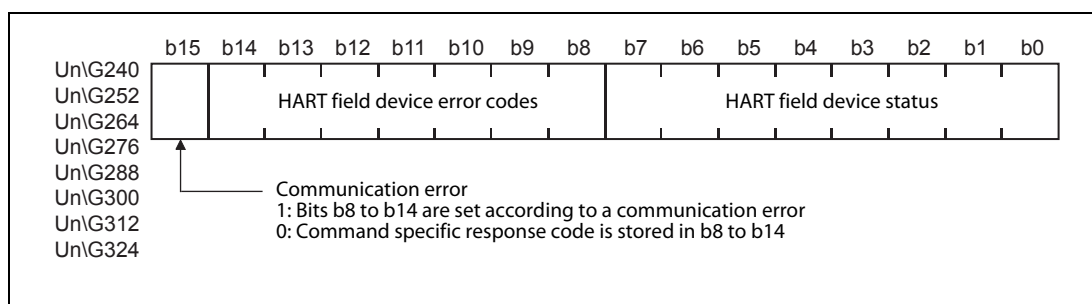 b15 b14 b13 b12 b11 b10 b9 b8 b7 b6 b5 b4 b3 b2 b1 b0
Un\G240
Un\G252
Un\G264
Un\G276
Un\G288
Un\G300
Un\G312
Un\G324
HART field device error codes
HART field device status
Communication error
1: Bits b8 to b14 are set according to a communication error
0: Command specific response code is stored in b8 to b14